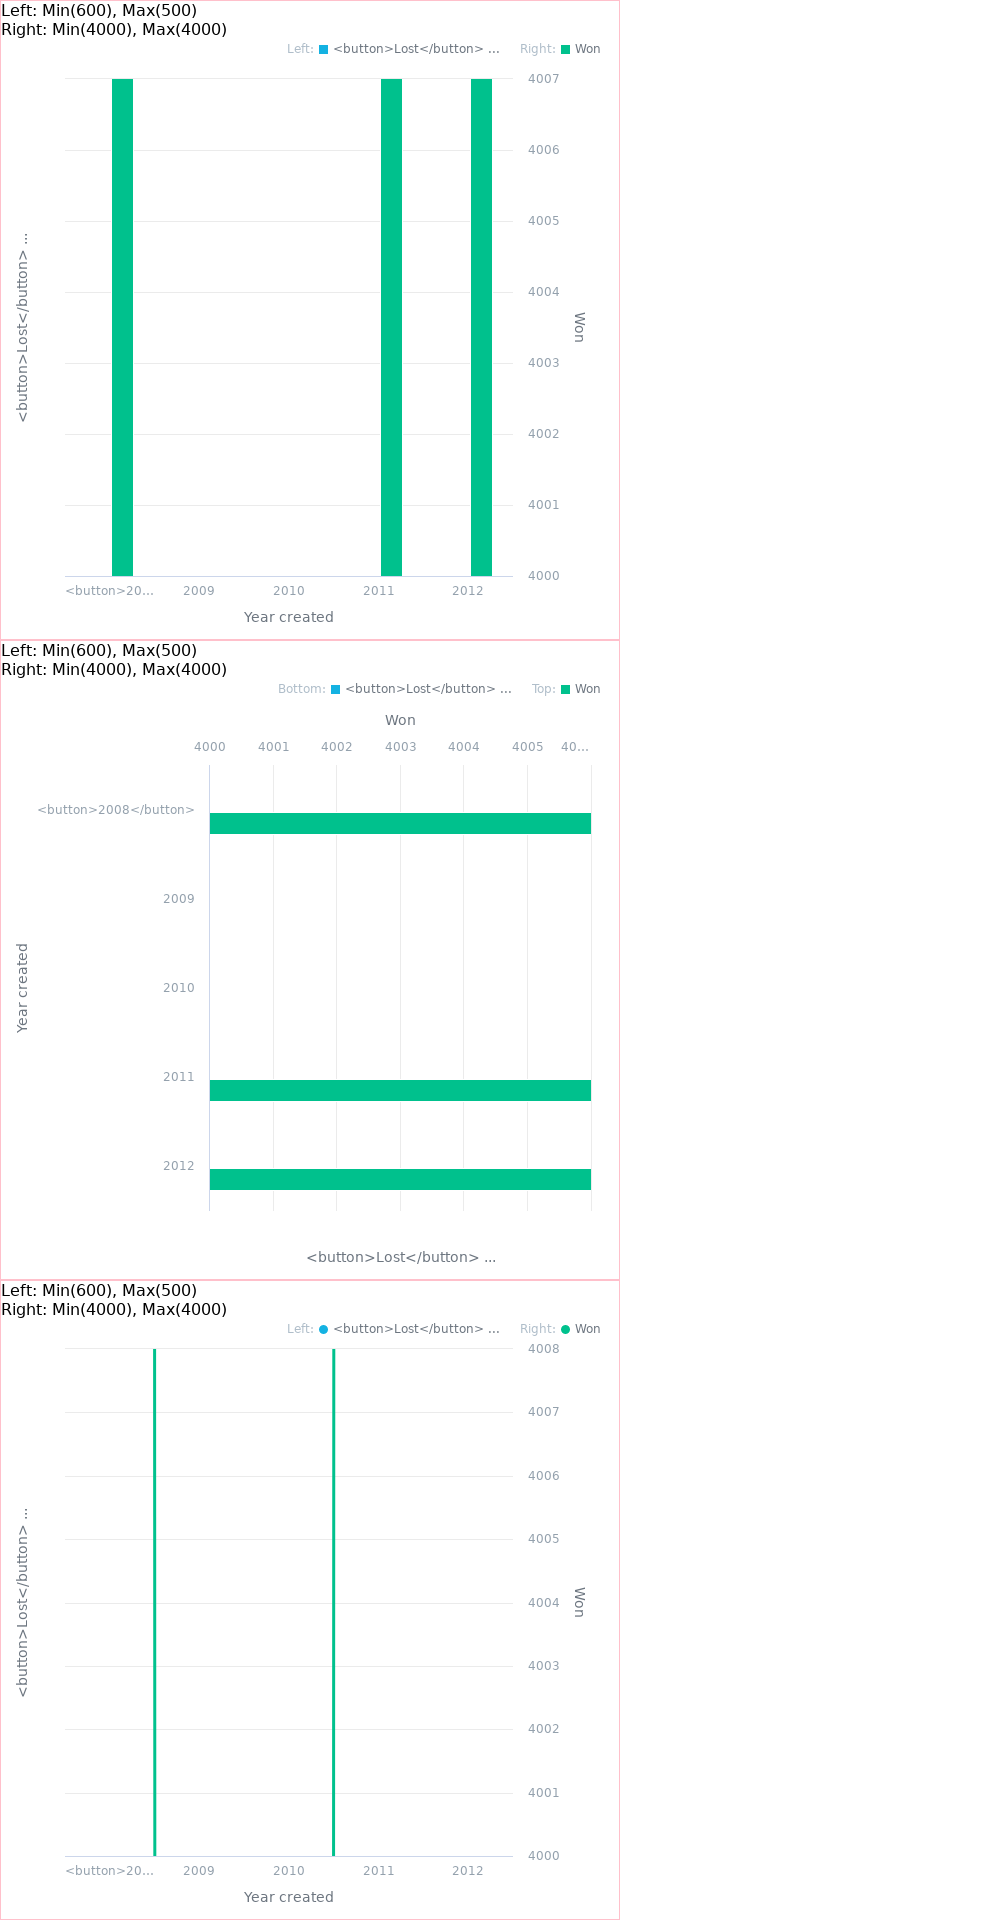 Left: Min(600), Max(500)
Right: Min(4000), Max(4000)
Left: <button>Lost</button> ... Right: Won
4007
4006
4005
4004
4003
4002
4001
4000
<button>Lost</button> ...
Won
<button>20... 2009 2010 2011 2012
Year created
Left: Min(600), Max(500)
Right: Min(4000), Max(4000)
Bottom: <button>Lost</button> ... Top: Won
Won
4000 4001 4002 4003 4004 4005 40...
<button>2008</button>
2009
2010
2011
2012
Year created
<button>Lost</button> ...
Left: Min(600), Max(500)
Right: Min(4000), Max(4000)
Left: <button>Lost</button> ... Right: Won
4008
4007
4006
4005
4004
4003
4002
4001
4000
<button>Lost</button> ...
Won
<button>20... 2009 2010 2011 2012
Year created